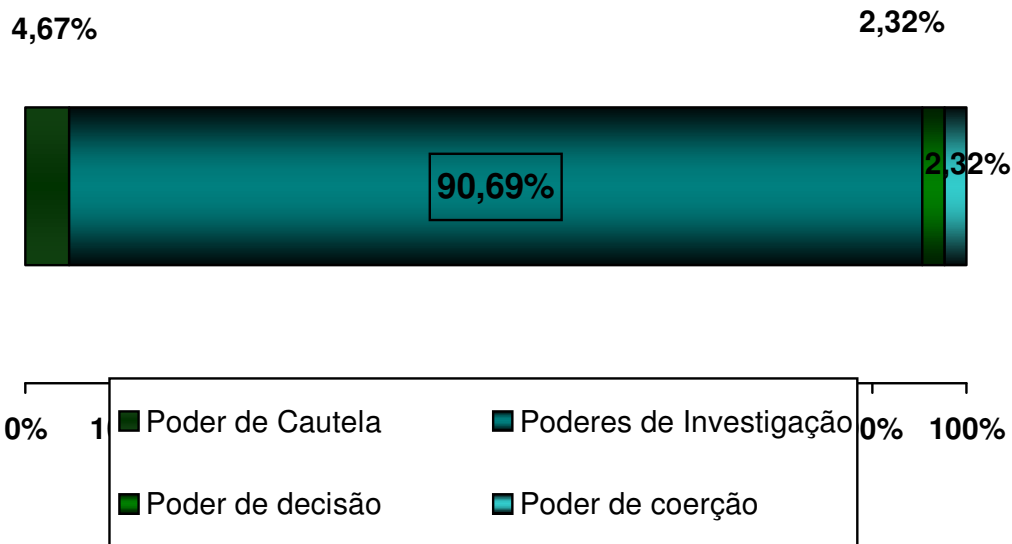 4,67% 2,32%
2,32%
90,69%
0% 0% 100%
Poder de Cautela Poderes de Investigação
Poder de decisão Poder de coerção